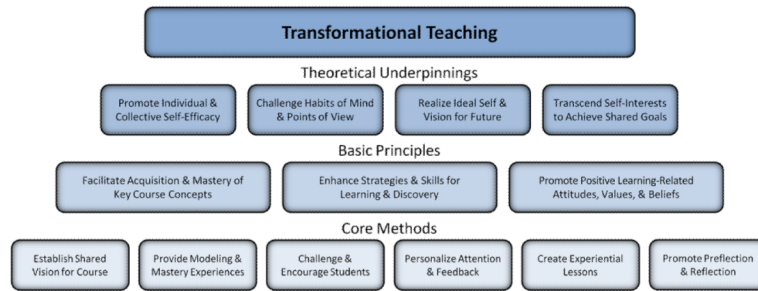 Transformational Teaching
Theoretical Underpinnings
Promote Individual &
Collective Self-Efficacy
Challenge Habits of Mind
& Points of View
Realize Ideal Self &
Vision for Future
Transcend Self-Interests
to Achieve Shared Goals
Basic Principles
Facilitate Acquisition & Mastery of
Key Course Concepts
Enhance Strategies & Skills for
Learning & Discovery
Promote Positive Learning-Related
Attitudes, Values, & Beliefs
Core Methods
Establish Shared
Vision for Course
Provide Modeling &
Mastery Experiences
Challenge &
Encourage Students
Personalize Attention
& Feedback
Create Experiential
Lessons
Promote Preflection
& Reflection